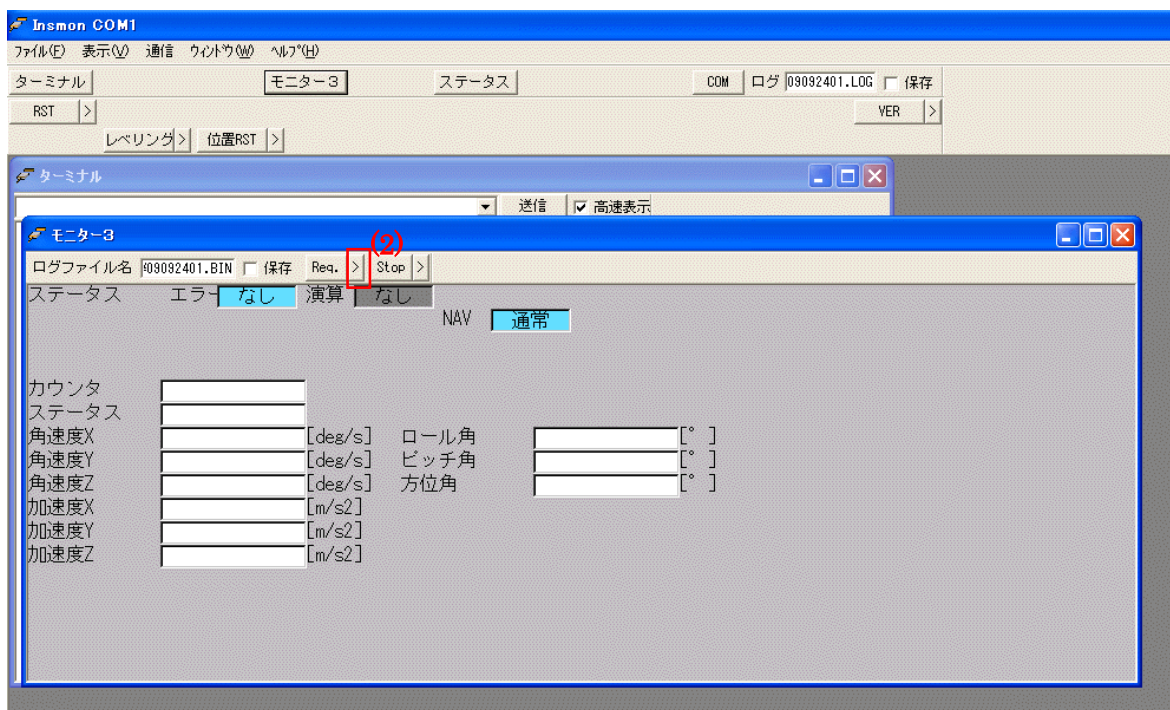 Insmon COM1
ファイル(F) 表示(V) 通信 ウィンドウ(W) ヘルプ(H)
ターミナル モニター3 ステータス COM ログ 09092401.LOG 保存
RST > VER >
レベリング > 位置RST >
ターミナル
送信 高速表示
モニター3
(2)
ログファイル名 09092401.BIN 保存 Req. > Stop >
ステータス エラー なし 演算 なし
NAV 通常
カウンタ
ステータス
角速度X [deg/s] ロール角 [° ]
角速度Y [deg/s] ピッチ角 [° ]
角速度Z [deg/s] 方位角 [° ]
加速度X [m/s2]
加速度Y [m/s2]
加速度Z [m/s2]